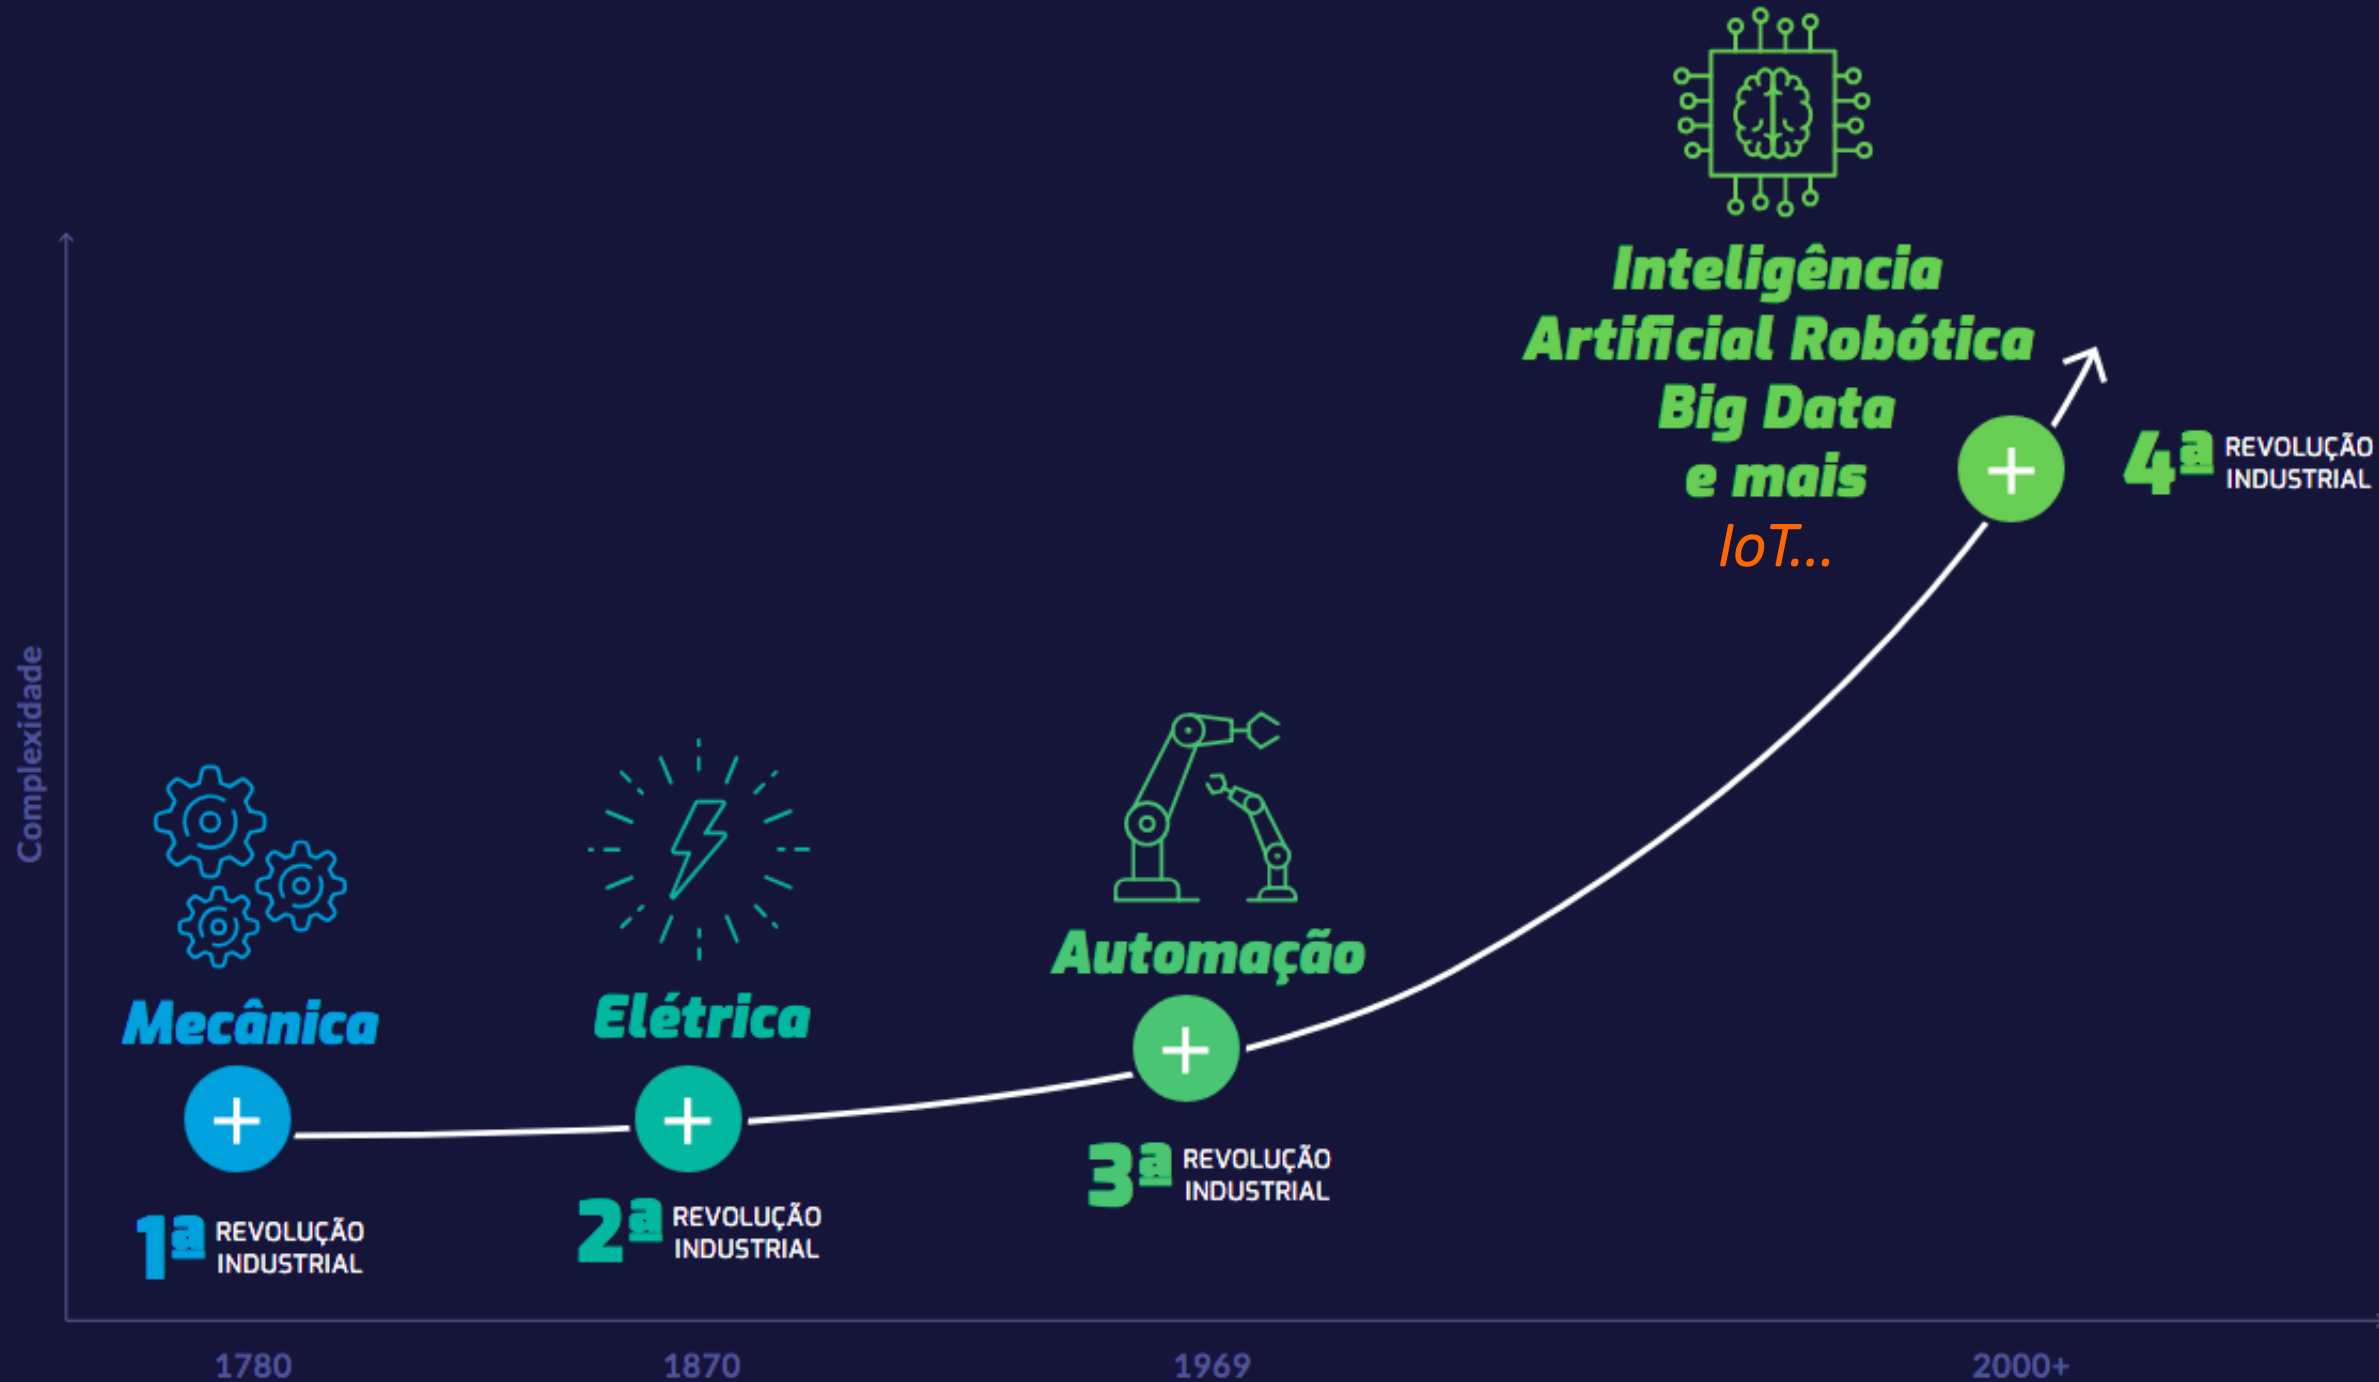 Inteligência
Artificial Robótica
Big Data
e mais
IoT...
4ª REVOLUÇÃO
INDUSTRIAL
Complexidade
Mecânica
1ª REVOLUÇÃO
INDUSTRIAL
Elétrica
2ª REVOLUÇÃO
INDUSTRIAL
Automação
3ª REVOLUÇÃO
INDUSTRIAL
1780
1870
1969
2000+